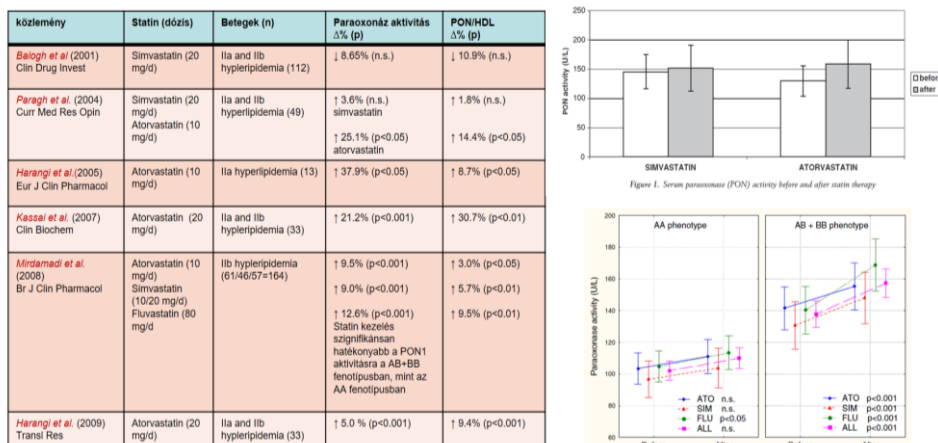 közlemény
Statin (dózis)
Betegek (n)
Paraoxonáz aktivitás
Δ% (p)
PON/HDL
Δ% (p)
Balogh et al (2001)
Clin Drug Invest
Simvastatin (20
mg/d)
IIa and IIb
hypleripidemia (112)
↓ 8.65% (n.s.)
↓ 10.9% (n.s.)
Paragh et al. (2004)
Curr Med Res Opin
Simvastatin (20
mg/d)
Atorvastatin (10
mg/d)
IIa and IIb
hyperlipidemia (49)
↑ 3.6% (n.s.)
simvastatin
↑ 25.1% (p<0.05)
atorvastatin
↑ 1.8% (n.s.)
↑ 14.4% (p<0.05)
Harangi et al.(2005)
Eur J Clin Pharmacol
Atorvastatin (10
mg/d)
IIa hyperlipidemia (13)
↑ 37.9% (p<0.05)
↑ 8.7% (p<0.05)
Kassai et al. (2007)
Clin Biochem
Atorvastatin (20
mg/d)
IIa and IIb
hypleripidemia (33)
↑ 21.2% (p<0.001)
↑ 30.7% (p<0.01)
Mirdamadi et al.
(2008)
Br J Clin Pharmacol
Atorvastatin (10
mg/d)
Simvastatin
(10/20 mg/d)
Fluvastatin (80
mg/d
IIb hypleripidemia
(61/46/57=164)
↑ 9.5% (p<0.001)
↑ 9.0% (p<0.001)
↑ 12.6% (p<0.001)
Statin kezelés
szignifikánsan
hatékonyabb a PON1
aktivitásra a AB+BB
fenotípusban, mint az
AA fenotípusban
↑ 3.0% (p<0.05)
↑ 5.7% (p<0.01)
↑ 9.5% (p<0.01)
Harangi et al. (2009)
Transl Res
Atorvastatin (20
mg/d)
IIa and IIb
hypleripidemia (33)
↑ 5.0 % (p<0.001)
↑ 9.4% (p<0.001)
PON activity (U/L)
250
200
150
100
50
0
SIMVASTATIN
ATORVASTATIN
after
Figure 1. Serum paraoxonase (PON) activity before and after statin therapy
Paraoxonase activity (U/L)
200
180
160
140
120
100
80
60
AA phenotype
ATO n.s.
SIM n.s.
FLU p<0.05
ALL n.s.
AB + BB phenotype
ATO p<0.001
SIM p<0.001
FLU p<0.001
ALL p<0.001